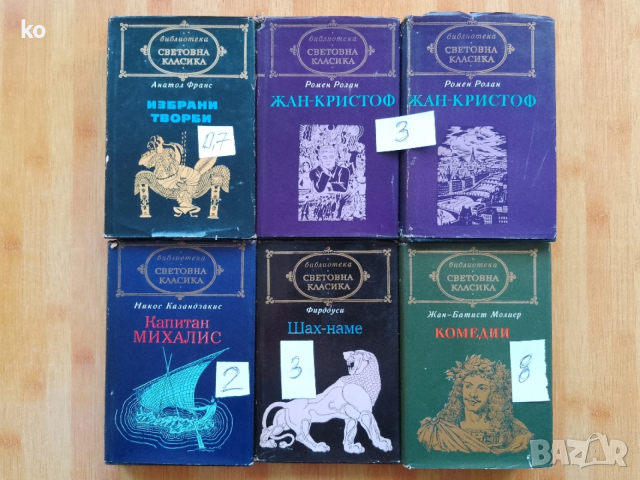 ko
библиотека
СВЕТОВНА
КЛАСИКА
Анатол Франс
ИЗБРАНИ
ТВОРБИ
0,7
библиотека
СВЕТОВНА
КЛАСИКА
Ромен Ролан
ЖАН-КРИСТОФ
3
библиотека
СВЕТОВНА
КЛАСИКА
Ромен Ролан
ЖАН-КРИСТОФ
библиотека
СВЕТОВНА
КЛАСИКА
Никос Казандзакис
Капитан
МИХАЛИС
2
библиотека
СВЕТОВНА
КЛАСИКА
Фирдоуси
Шах-наме
3
библиотека
СВЕТОВНА
КЛАСИКА
Жан-Батист Молиер
КОМЕДИИ
8
BAZAR